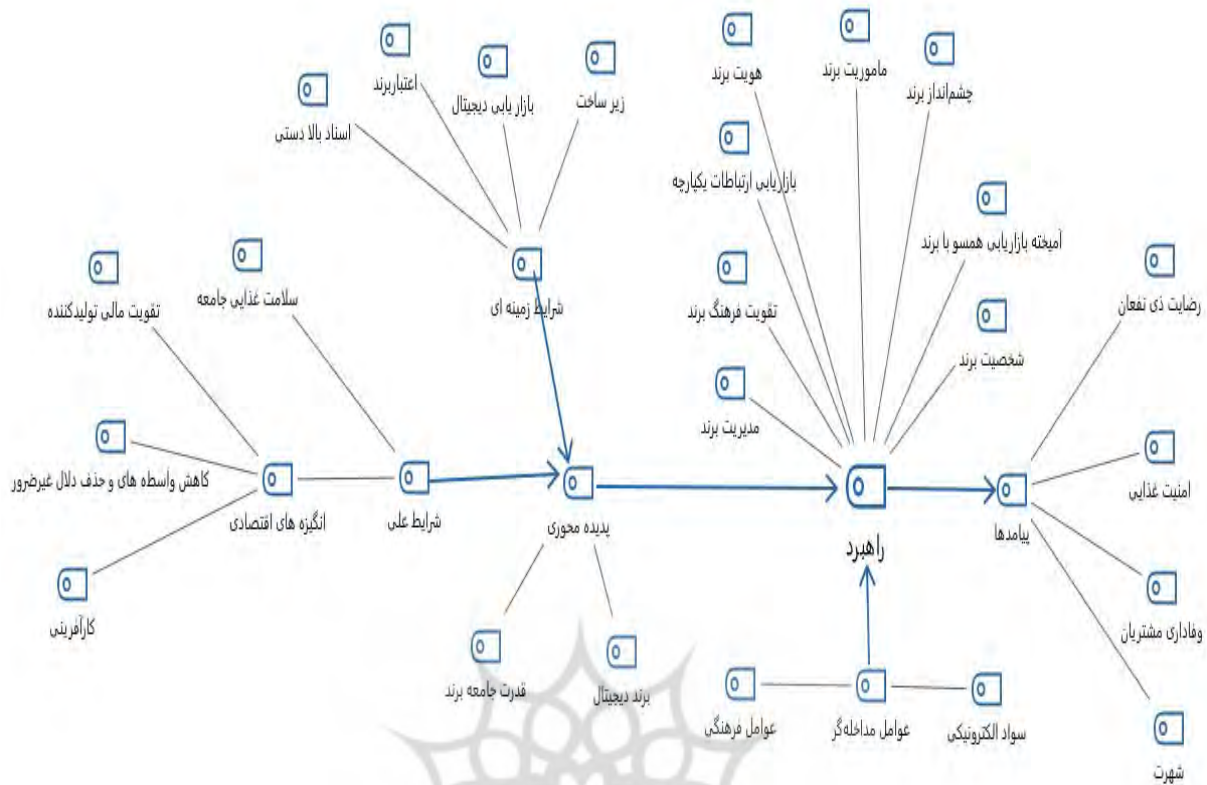 هویت برند
ماموریت برند
چشم‌انداز برند
اعتباربرند
بازار یابی دیجیتال
زیر ساخت
اسناد بالا دستی
بازاریابی ارتباطات یکپارچه
آمیخته بازاریابی همسو با برند
رضایت ذی نفعان
سلامت غذایی جامعه
تقویت مالی تولیدکننده
شرایط زمینه ای
تقویت فرهنگ برند
شخصیت برند
مدیریت برند
امنیت غذایی
کاهش واسطه های و حذف دلال غیرضرور
انگیزه های اقتصادی
شرایط علی
پدیده محوری
راهبرد
پیامدها
وفاداری مشتریان
کارآفرینی
قدرت جامعه برند
برند دیجیتال
عوامل فرهنگی
عوامل مداخله‌گر
سواد الکترونیکی
شهرت